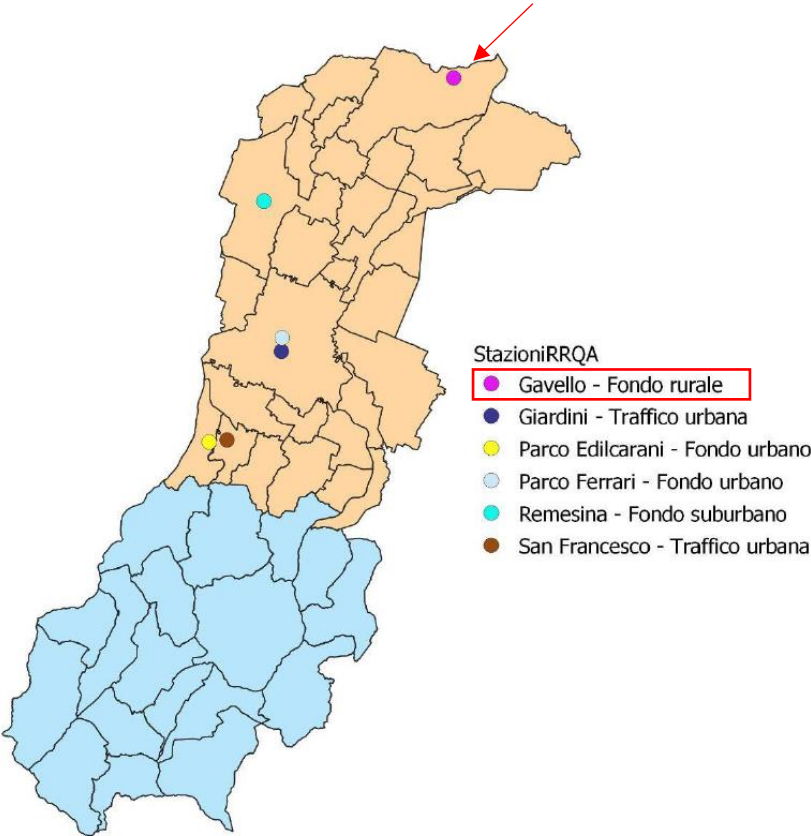 StazioniRRQA
Gavello - Fondo rurale
Giardini - Traffico urbana
Parco Edilcarani - Fondo urbano
Parco Ferrari - Fondo urbano
Remesina - Fondo suburbano
San Francesco - Traffico urbana